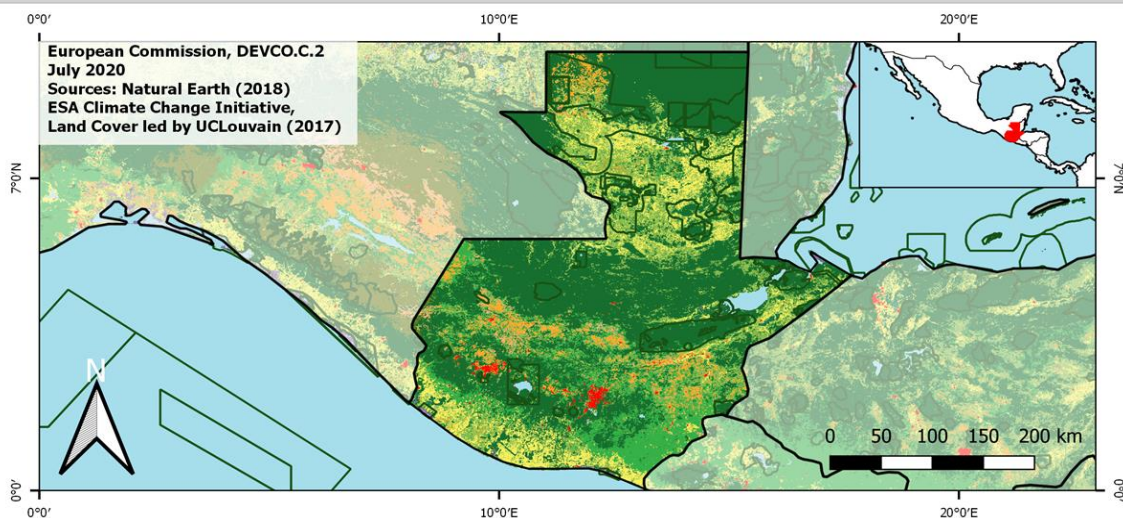 0°0′ 10°0′E 20°0′E
European Commission, DEVCO.C.2
July 2020
Sources: Natural Earth (2018)
ESA Climate Change Initiative,
Land Cover led by UCLouvain (2017)
7°0′N 7°0′N
N
0 50 100 150 200 km
0°0′ 0°0′
0°0′ 10°0′E 20°0′E